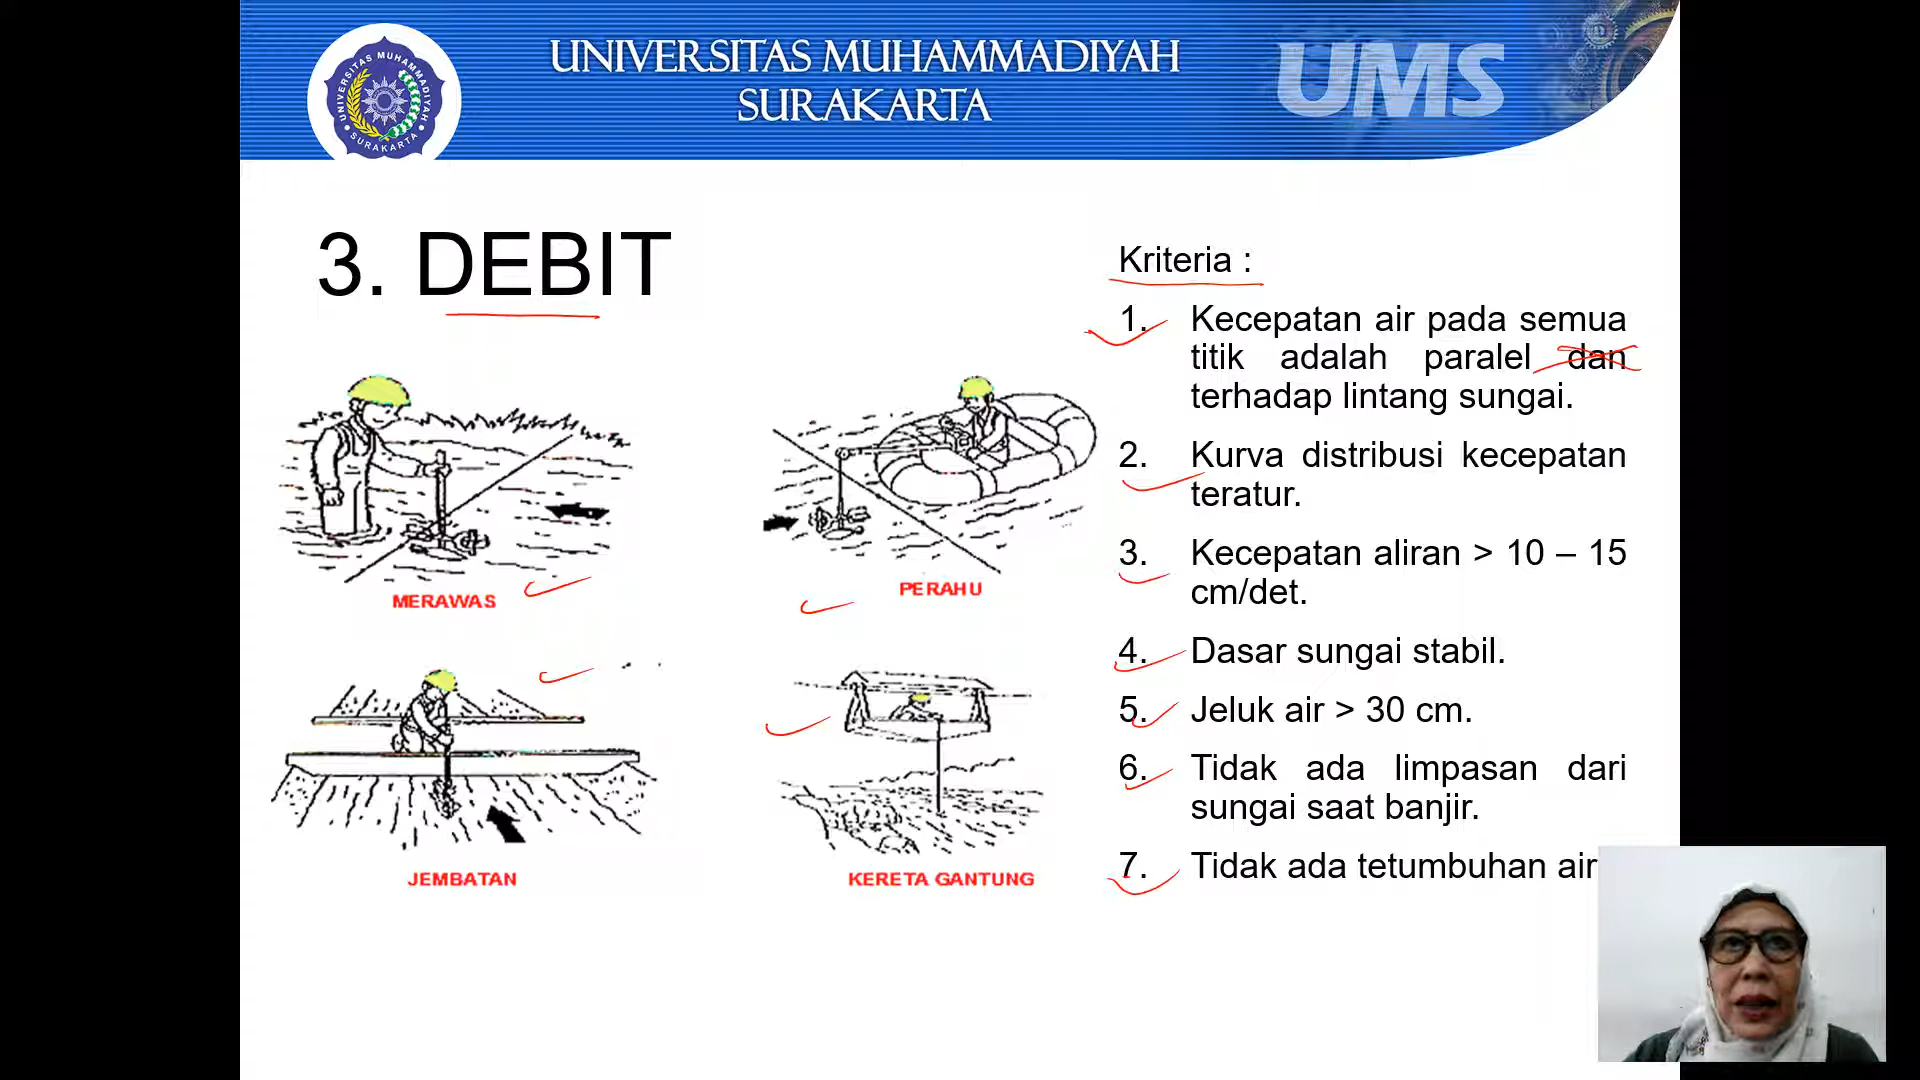 UNIVERSITAS MUHAMMADIYAH
SURAKARTA
UMS
UNIVERSITAS MUHAMMADIYAH
SURAKARTA
3. DEBIT
MERAWAS
PERAHU
JEMBATAN
KERETA GANTUNG
Kriteria :
1. Kecepatan air pada semua
titik adalah paralel dan
terhadap lintang sungai.
2. Kurva distribusi kecepatan
teratur.
3. Kecepatan aliran > 10 – 15
cm/det.
4. Dasar sungai stabil.
5. Jeluk air > 30 cm.
6. Tidak ada limpasan dari
sungai saat banjir.
7. Tidak ada tetumbuhan air